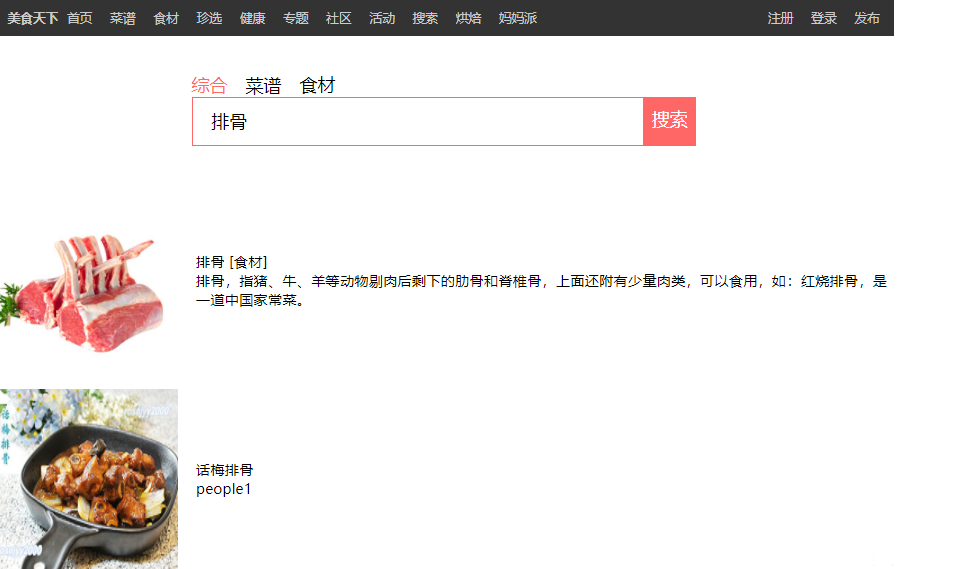 美食天下 首页 菜谱 食材 珍选 健康 专题 社区 活动 搜索 烘焙 妈妈派 注册 登录 发布
综合 菜谱 食材
排骨 搜索
排骨 [食材]
排骨，指猪、牛、羊等动物剔肉后剩下的肋骨和脊椎骨，上面还附有少量肉类，可以食用，如：红烧排骨，是
一道中国家常菜。
话梅排骨
话梅排骨
people1